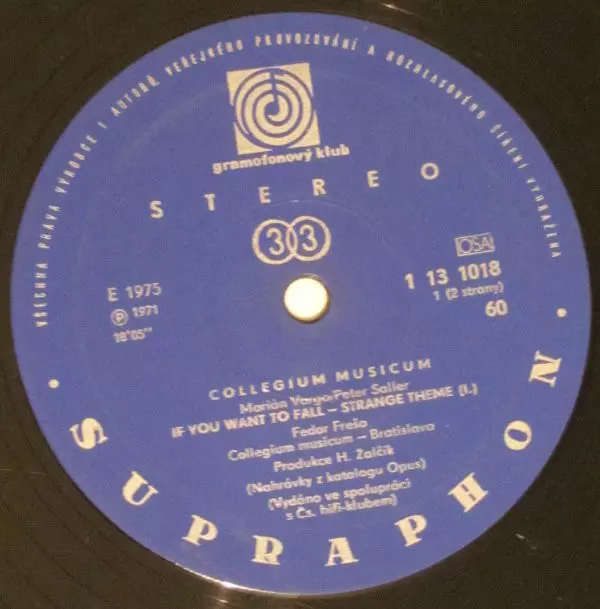 VŠECHNA PRÁVA VÝROBCE I AUTORŮ, VEŘEJNÉHO PROVOZOVÁNÍ A ROZHLASOVÉHO ŠÍŘENÍ VYHRAŽENA
gramofonový klub
STEREO
33
OSA
E 1975
℗ 1971
18'05"
1 13 1018
1 (2 strany)
60
COLLEGIUM MUSICUM
Marián Varga/Peter Saller
IF YOU WANT TO FALL – STRANGE THEME (I.)
Fedor Frešo
Collegium musicum – Bratislava
Produkce H. Žalčík
(Nahrávky z katalogu Opus)
(Vydáno ve spolupráci
s Čs. hifi-klubem)
• SUPRAPHON •